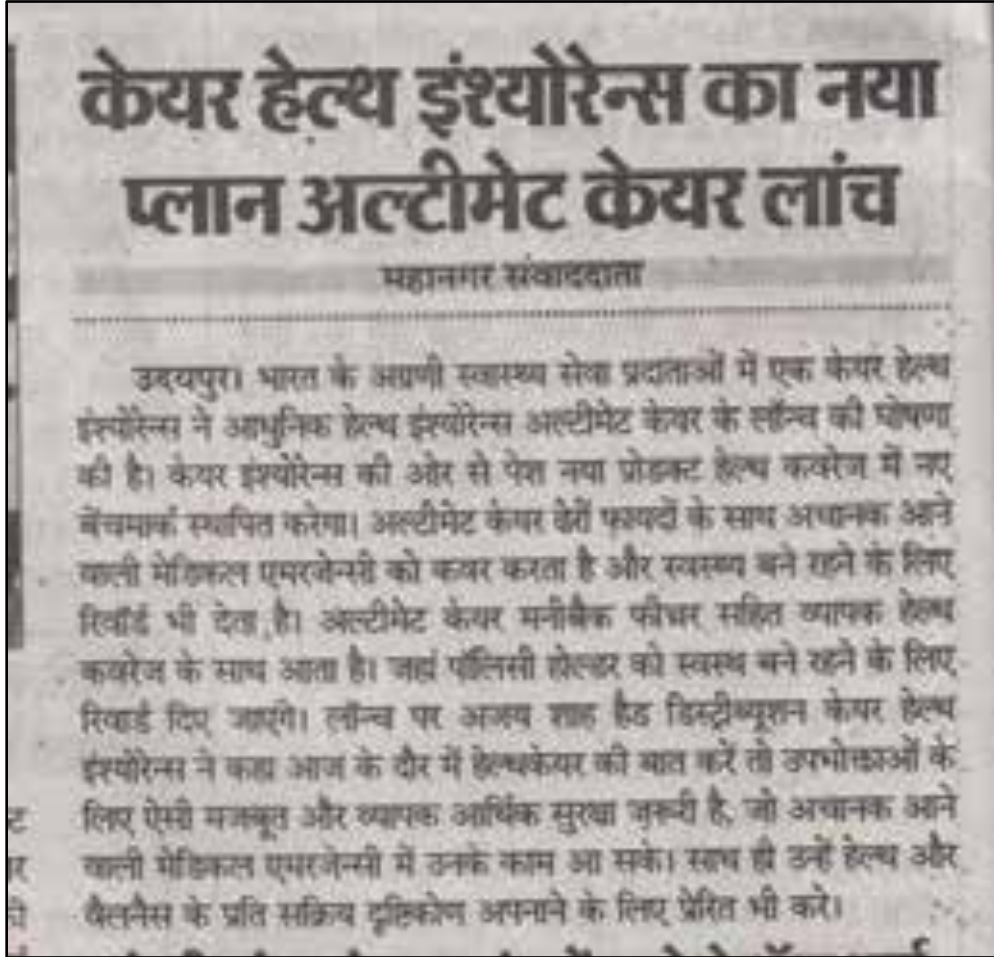 केयर हेल्थ इंश्योरेन्स का नया
प्लान अल्टीमेट केयर लांच
महानगर संवाददाता
उदयपुर। भारत के अग्रणी स्वास्थ्य सेवा प्रदाताओं में एक केयर हेल्थ
इंश्योरेन्स ने आधुनिक हेल्थ इंश्योरेन्स अल्टीमेट केयर के लॉन्च की घोषणा
की है। केयर इंश्योरेन्स की ओर से पेश नया प्रोडक्ट हेल्थ कवरेज में नए
बेंचमार्क स्थापित करेगा। अल्टीमेट केयर ढेरों फायदों के साथ अचानक आने
वाली मेडिकल एमरजेन्सी को कवर करता है और स्वस्थ्य बने रहने के लिए
रिवॉर्ड भी देता है। अल्टीमेट केयर मनीबैक फीचर सहित व्यापक हेल्थ
कवरेज के साथ आता है। जहां पॉलिसी होल्डर को स्वस्थ बने रहने के लिए
रिवार्ड दिए जाएंगे। लॉन्च पर अजय शाह हैड डिस्ट्रीब्यूशन केयर हेल्थ
इंश्योरेन्स ने कहा आज के दौर में हेल्थकेयर की बात करें तो उपभोक्ताओं के
लिए ऐसी मजबूत और व्यापक आर्थिक सुरक्षा ज़रूरी है, जो अचानक आने
वाली मेडिकल एमरजेन्सी में उनके काम आ सके। साथ ही उन्हें हेल्थ और
वैलनैस के प्रति सक्रिय दृष्टिकोण अपनाने के लिए प्रेरित भी करे।